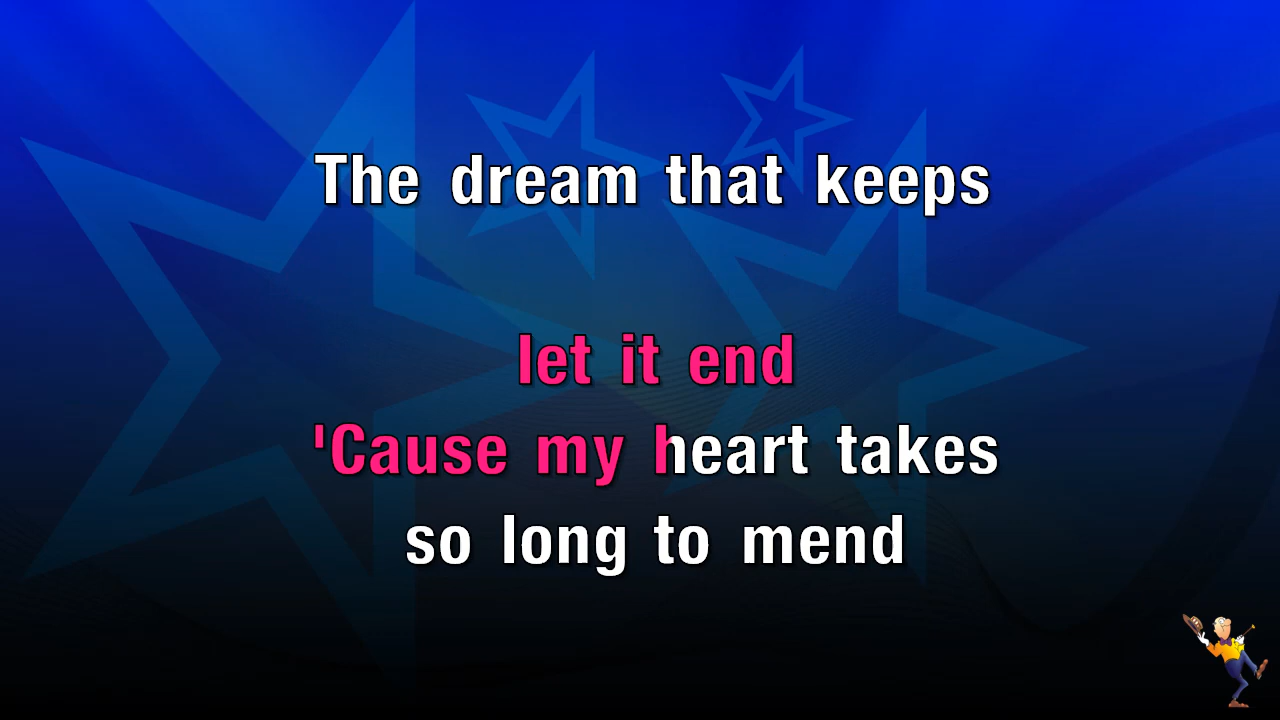 The dream that keeps
let it end
'Cause my heart takes
so long to mend